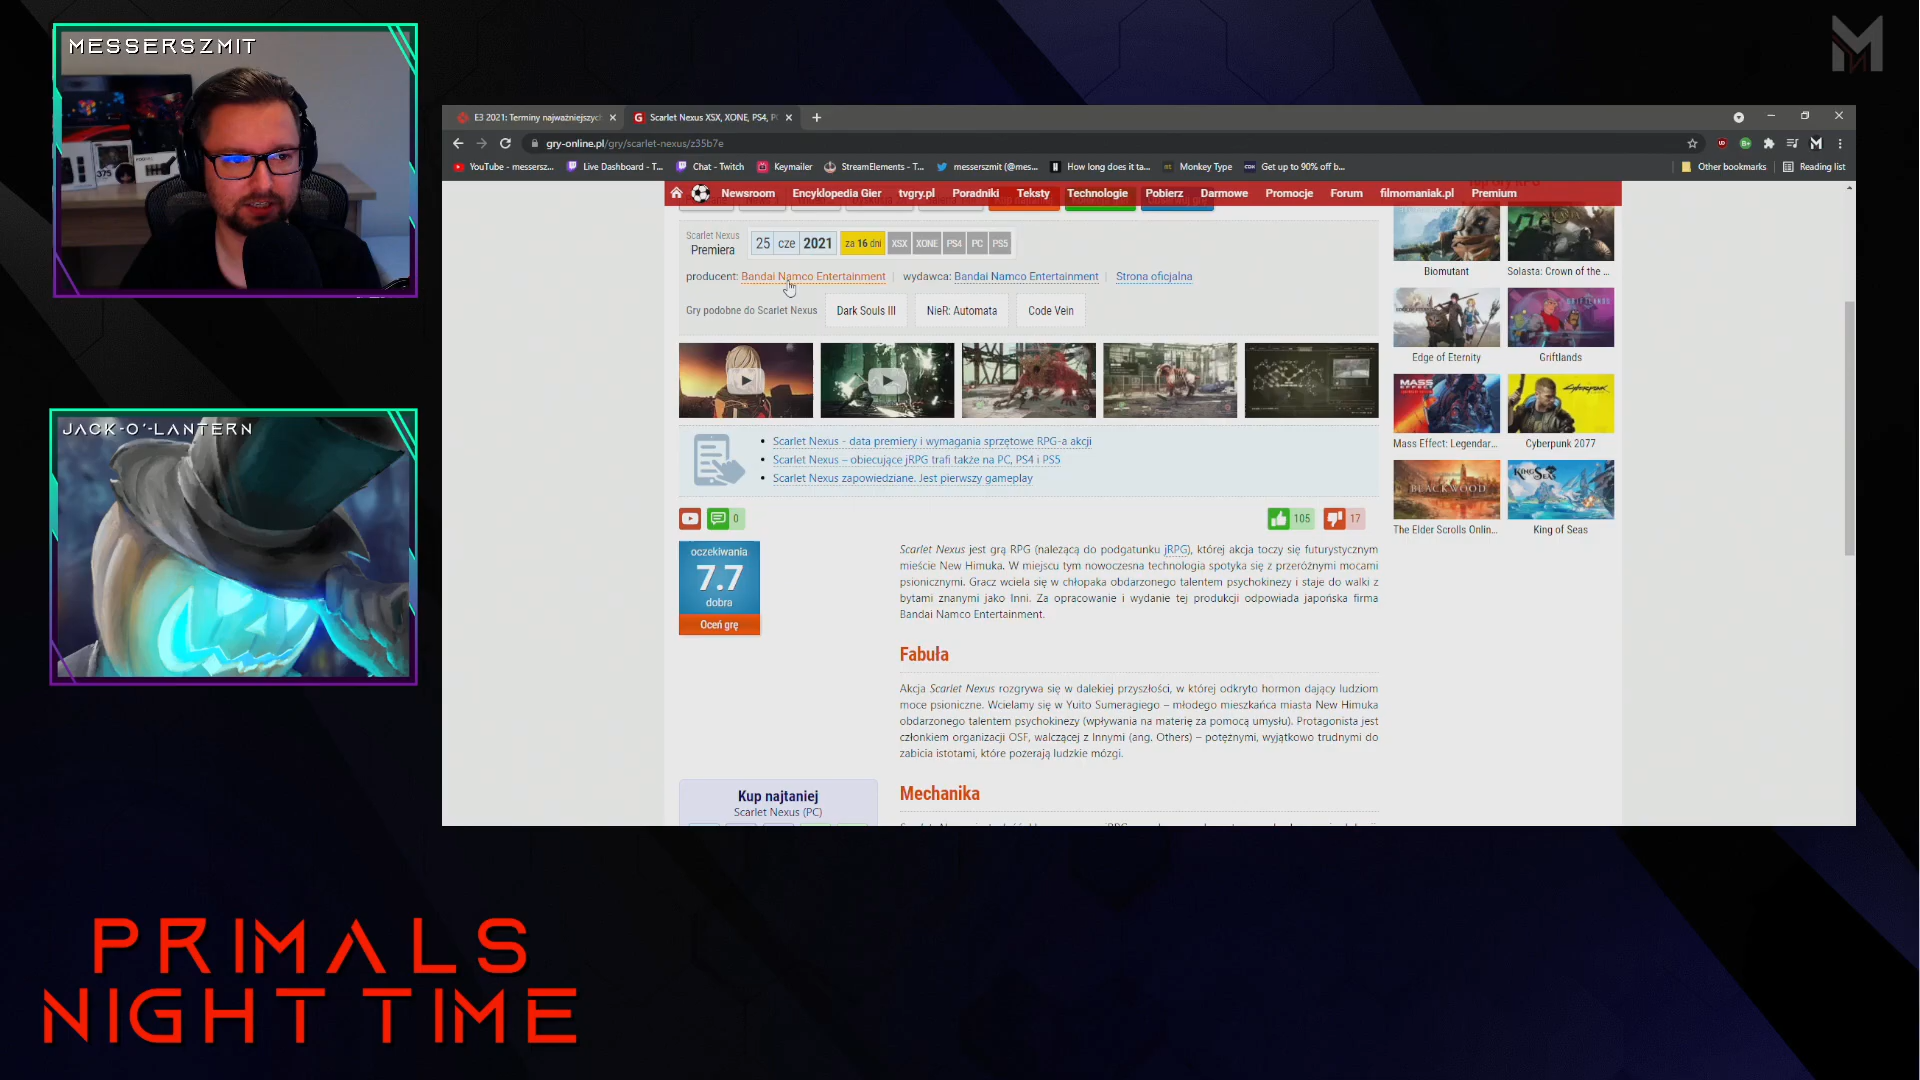 MESSERSZMIT
JACK-O'-LANTERN
PRIMALS
NIGHT TIME
E3 2021: Terminy najważniejszych
Scarlet Nexus XSX, XONE, PS4, PC
gry-online.pl/gry/scarlet-nexus/z35b7e
YouTube - messersz...
Live Dashboard - T...
Chat - Twitch
Keymailer
StreamElements - T...
messerszmit (@mes...
How long does it ta...
Monkey Type
Get up to 90% off b...
Other bookmarks
Reading list
Newsroom Encyklopedia Gier tvgry.pl Poradniki Teksty Technologie Pobierz Darmowe Promocje Forum filmomaniak.pl Premium
Scarlet Nexus
Premiera
25 cze 2021 za 16 dni XSX XONE PS4 PC PS5
producent: Bandai Namco Entertainment | wydawca: Bandai Namco Entertainment | Strona oficjalna
Gry podobne do Scarlet Nexus Dark Souls III NieR: Automata Code Vein
Scarlet Nexus - data premiery i wymagania sprzętowe RPG-a akcji
Scarlet Nexus – obiecujące jRPG trafi także na PC, PS4 i PS5
Scarlet Nexus zapowiedziane. Jest pierwszy gameplay
0
105
17
oczekiwania
7.7
dobra
Oceń grę
Scarlet Nexus jest grą RPG (należącą do podgatunku jRPG), której akcja toczy się futurystycznym
mieście New Himuka. W miejscu tym nowoczesna technologia spotyka się z przeróżnymi mocami
psionicznymi. Gracz wciela się w chłopaka obdarzonego talentem psychokinezy i staje do walki z
bytami znanymi jako Inni. Za opracowanie i wydanie tej produkcji odpowiada japońska firma
Bandai Namco Entertainment.
Fabuła
Akcja Scarlet Nexus rozgrywa się w dalekiej przyszłości, w której odkryto hormon dający ludziom
moce psioniczne. Wcielamy się w Yuito Sumeragiego – młodego mieszkańca miasta New Himuka
obdarzonego talentem psychokinezy (wpływania na materię za pomocą umysłu). Protagonista jest
członkiem organizacji OSF, walczącej z Innymi (ang. Others) – potężnymi, wyjątkowo trudnymi do
zabicia istotami, które pożerają ludzkie mózgi.
Mechanika
Kup najtaniej
Scarlet Nexus (PC)
Biomutant
Solasta: Crown of the ...
Edge of Eternity
GRIFTLANDS
Griftlands
MASS
EFFECT
Mass Effect: Legendar...
Cyberpunk
Cyberpunk 2077
BLACKWOOD
The Elder Scrolls Onlin...
KING OF
SEAS
King of Seas